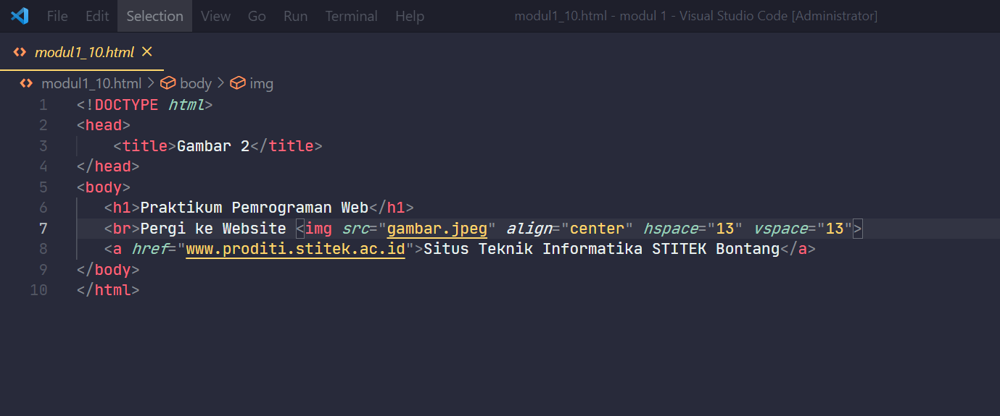 File Edit Selection View Go Run Terminal Help modul1_10.html - modul 1 - Visual Studio Code [Administrator]
modul1_10.html
modul1_10.html > body > img
1 <!DOCTYPE html>
2 <head>
3 <title>Gambar 2</title>
4 </head>
5 <body>
6 <h1>Praktikum Pemrograman Web</h1>
7 <br>Pergi ke Website <img src="gambar.jpeg" align="center" hspace="13" vspace="13">
8 <a href="www.proditi.stitek.ac.id">Situs Teknik Informatika STITEK Bontang</a>
9 </body>
10 </html>